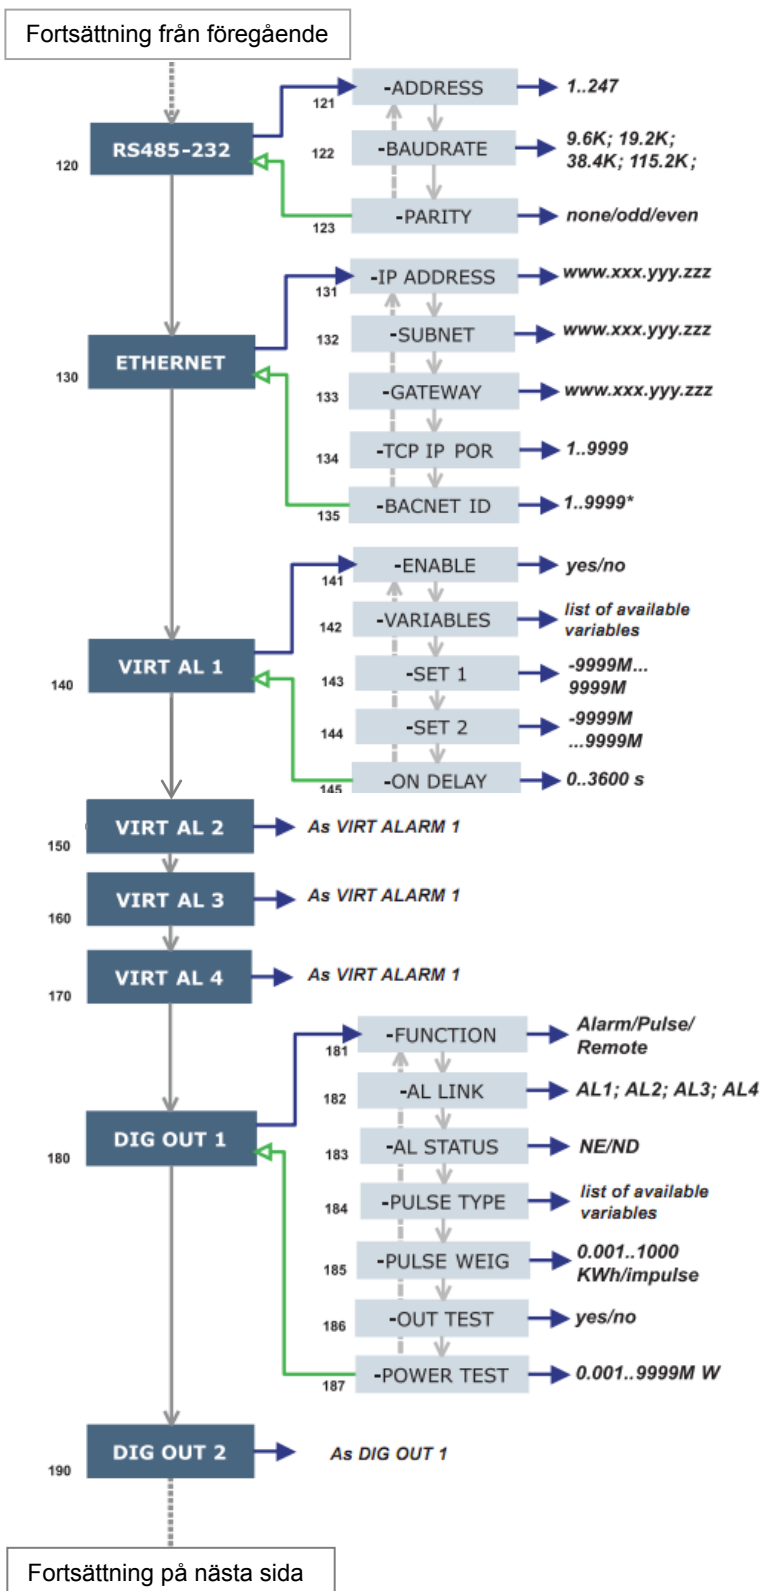 Fortsättning från föregående
121
-ADDRESS
1..247
120
RS485-232
122
-BAUDRATE
9.6K; 19.2K;
38.4K; 115.2K;
123
-PARITY
none/odd/even
131
-IP ADDRESS
www.xxx.yyy.zzz
132
-SUBNET
www.xxx.yyy.zzz
130
ETHERNET
133
-GATEWAY
www.xxx.yyy.zzz
134
-TCP IP POR
1..9999
135
-BACNET ID
1..9999*
141
-ENABLE
yes/no
142
-VARIABLES
list of available
variables
140
VIRT AL 1
143
-SET 1
-9999M...
9999M
144
-SET 2
-9999M
...9999M
145
-ON DELAY
0..3600 s
150
VIRT AL 2
As VIRT ALARM 1
160
VIRT AL 3
As VIRT ALARM 1
170
VIRT AL 4
As VIRT ALARM 1
181
-FUNCTION
Alarm/Pulse/
Remote
182
-AL LINK
AL1; AL2; AL3; AL4
180
DIG OUT 1
183
-AL STATUS
NE/ND
184
-PULSE TYPE
list of available
variables
185
-PULSE WEIG
0.001..1000
KWh/impulse
186
-OUT TEST
yes/no
187
-POWER TEST
0.001..9999M W
190
DIG OUT 2
As DIG OUT 1
Fortsättning på nästa sida